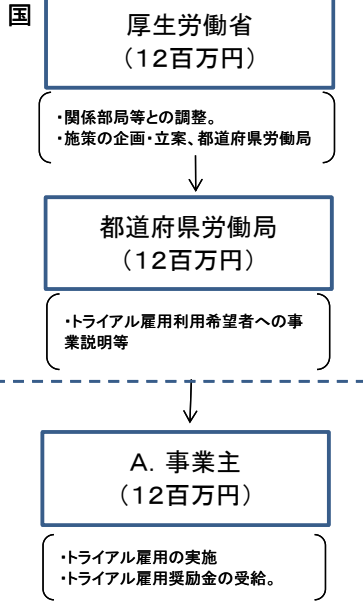 国
厚生労働省
（１２百万円）
・関係部局等との調整。
・施策の企画・立案、都道府県労働局
都道府県労働局
（１２百万円）
・トライアル雇用利用希望者への事
業説明等
Ａ．事業主
（１２百万円）
・トライアル雇用の実施
・トライアル雇用奨励金の受給。